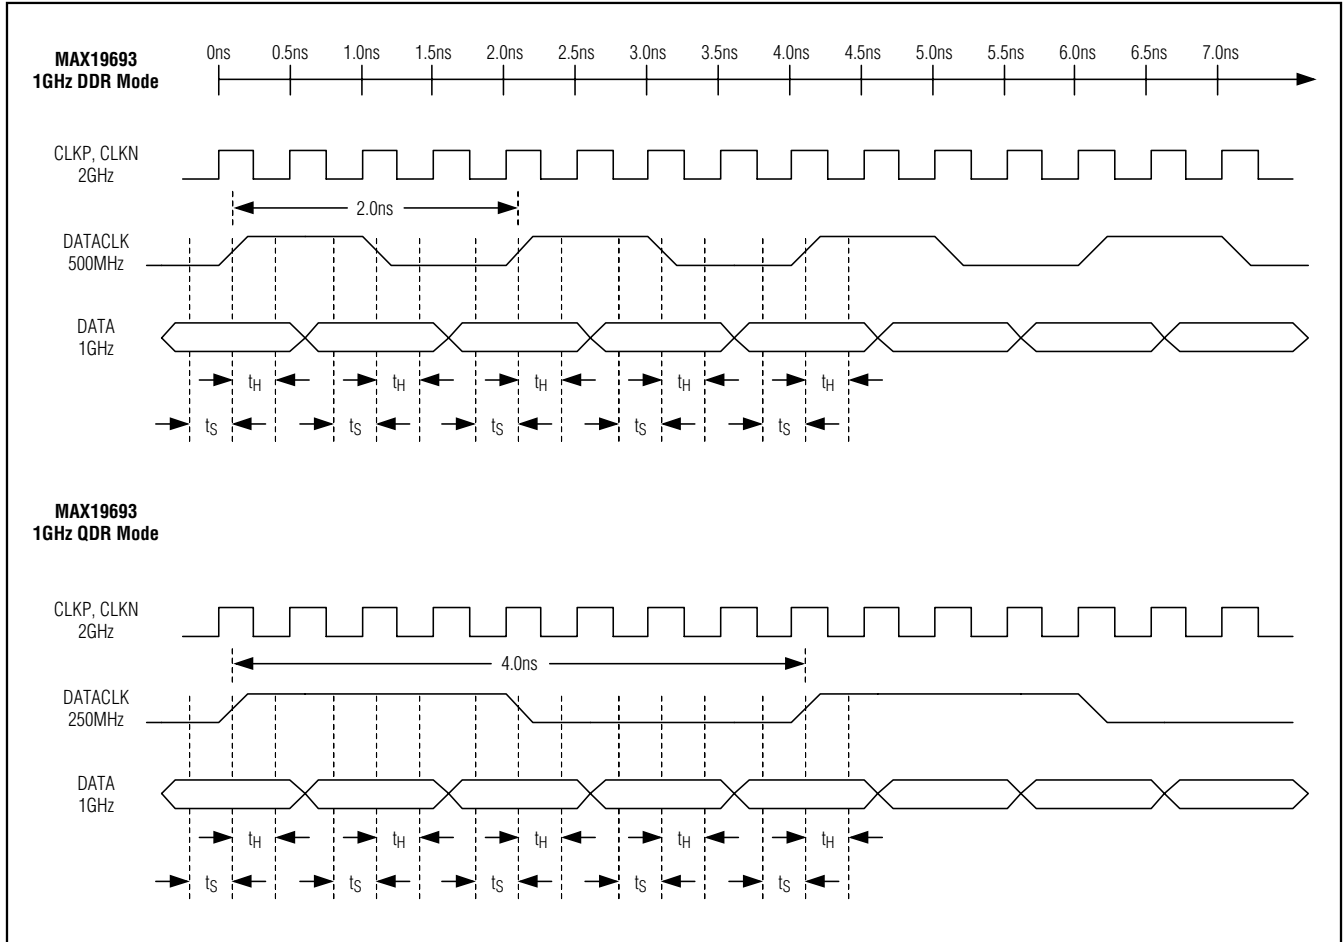 MAX19693
1GHz DDR Mode
0ns 0.5ns 1.0ns 1.5ns 2.0ns 2.5ns 3.0ns 3.5ns 4.0ns 4.5ns 5.0ns 5.5ns 6.0ns 6.5ns 7.0ns
CLKP, CLKN
2GHz
2.0ns
DATACLK
500MHz
DATA
1GHz
tH tH tH tH tH
tS tS tS tS tS
MAX19693
1GHz QDR Mode
CLKP, CLKN
2GHz
4.0ns
DATACLK
250MHz
DATA
1GHz
tH tH tH tH tH
tS tS tS tS tS